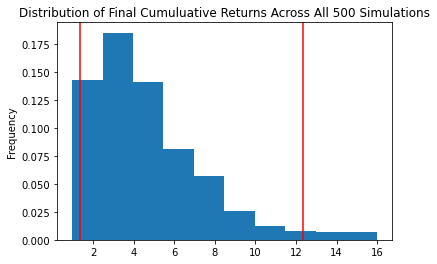 Distribution of Final Cumuluative Returns Across All 500 Simulations
Frequency
0.175
0.150
0.125
0.100
0.075
0.050
0.025
0.000
2 4 6 8 10 12 14 16